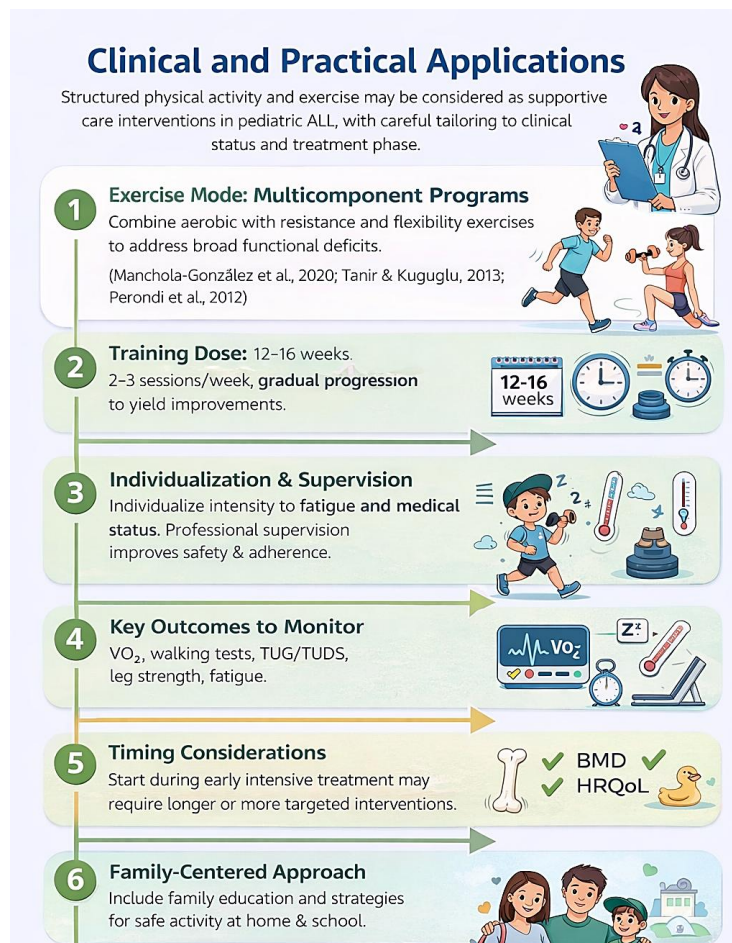 Clinical and Practical Applications
Structured physical activity and exercise may be considered as supportive
care interventions in pediatric ALL, with careful tailoring to clinical
status and treatment phase.
a
1
Exercise Mode: Multicomponent Programs
Combine aerobic with resistance and flexibility exercises
to address broad functional deficits.
(Manchola-González et al., 2020; Tanir & Kuguglu, 2013;
Perondi et al., 2012)
2
Training Dose: 12–16 weeks.
2–3 sessions/week, gradual progression
to yield improvements.
12-16
weeks
3
Individualization & Supervision
Individualize intensity to fatigue and medical
status. Professional supervision
improves safety & adherence.
Z
2
4
Key Outcomes to Monitor
VO₂, walking tests, TUG/TUDS,
leg strength, fatigue.
VO₂
Z
5
Timing Considerations
Start during early intensive treatment may
require longer or more targeted interventions.
BMD
HRQoL
6
Family-Centered Approach
Include family education and strategies
for safe activity at home & school.